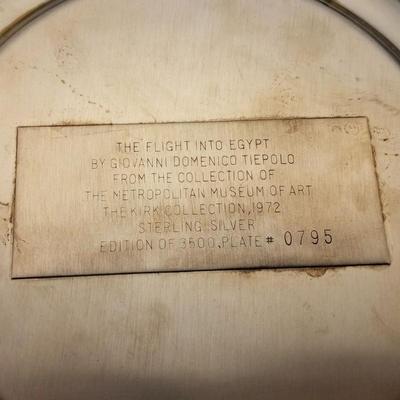 THE FLIGHT INTO EGYPT
BY GIOVANNI DOMENICO TIEPOLO
FROM THE COLLECTION OF
THE METROPOLITAN MUSEUM OF ART
THE KIRK COLLECTION, 1972
STERLING SILVER
EDITION OF 3500, PLATE # 0795